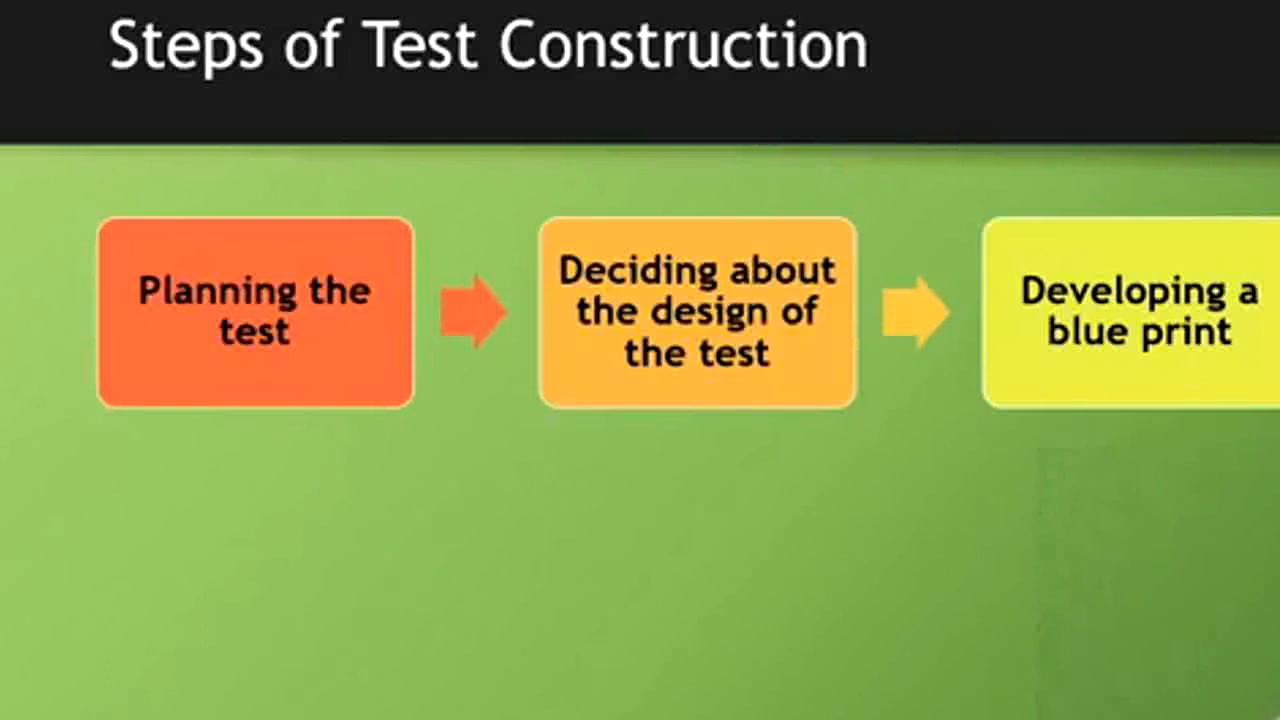 Steps of Test Construction
Planning the
test
Deciding about
the design of
the test
Developing a
blue print